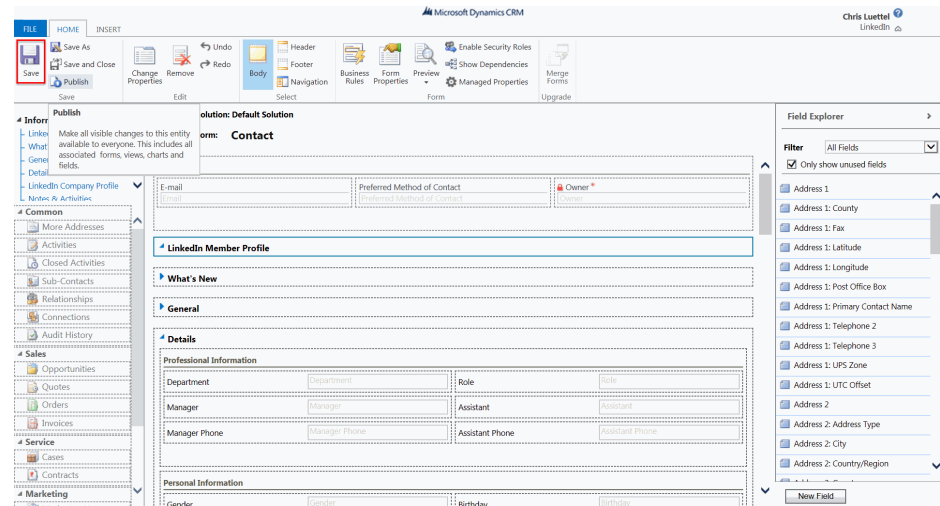 Microsoft Dynamics CRM
Chris Luettel
LinkedIn
FILE HOME INSERT
Save
Save As
Save and Close
Publish
Save
Change Properties
Remove
Undo
Redo
Edit
Body
Header
Footer
Navigation
Select
Business Rules
Form Properties
Preview
Enable Security Roles
Show Dependencies
Managed Properties
Form
Merge Forms
Upgrade
Publish
Make all visible changes to this entity
available to everyone. This includes all
associated forms, views, charts and
fields.
Infor
Linke
What
Gener
Detail
LinkedIn Company Profile
Notes & Activities
Common
More Addresses
Activities
Closed Activities
Sub-Contacts
Relationships
Connections
Audit History
Sales
Opportunities
Quotes
Orders
Invoices
Service
Cases
Contracts
Marketing
olution: Default Solution
orm: Contact
E-mail
Email
Preferred Method of Contact
Preferred Method of Contact
Owner *
Owner
LinkedIn Member Profile
What's New
General
Details
Professional Information
Department Department
Role Role
Manager Manager
Assistant Assistant
Manager Phone Manager Phone
Assistant Phone Assistant Phone
Personal Information
Gender Gender
Birthday Birthday
Field Explorer
Filter All Fields
Only show unused fields
Address 1
Address 1: County
Address 1: Fax
Address 1: Latitude
Address 1: Longitude
Address 1: Post Office Box
Address 1: Primary Contact Name
Address 1: Telephone 2
Address 1: Telephone 3
Address 1: UPS Zone
Address 1: UTC Offset
Address 2
Address 2: Address Type
Address 2: City
Address 2: Country/Region
New Field